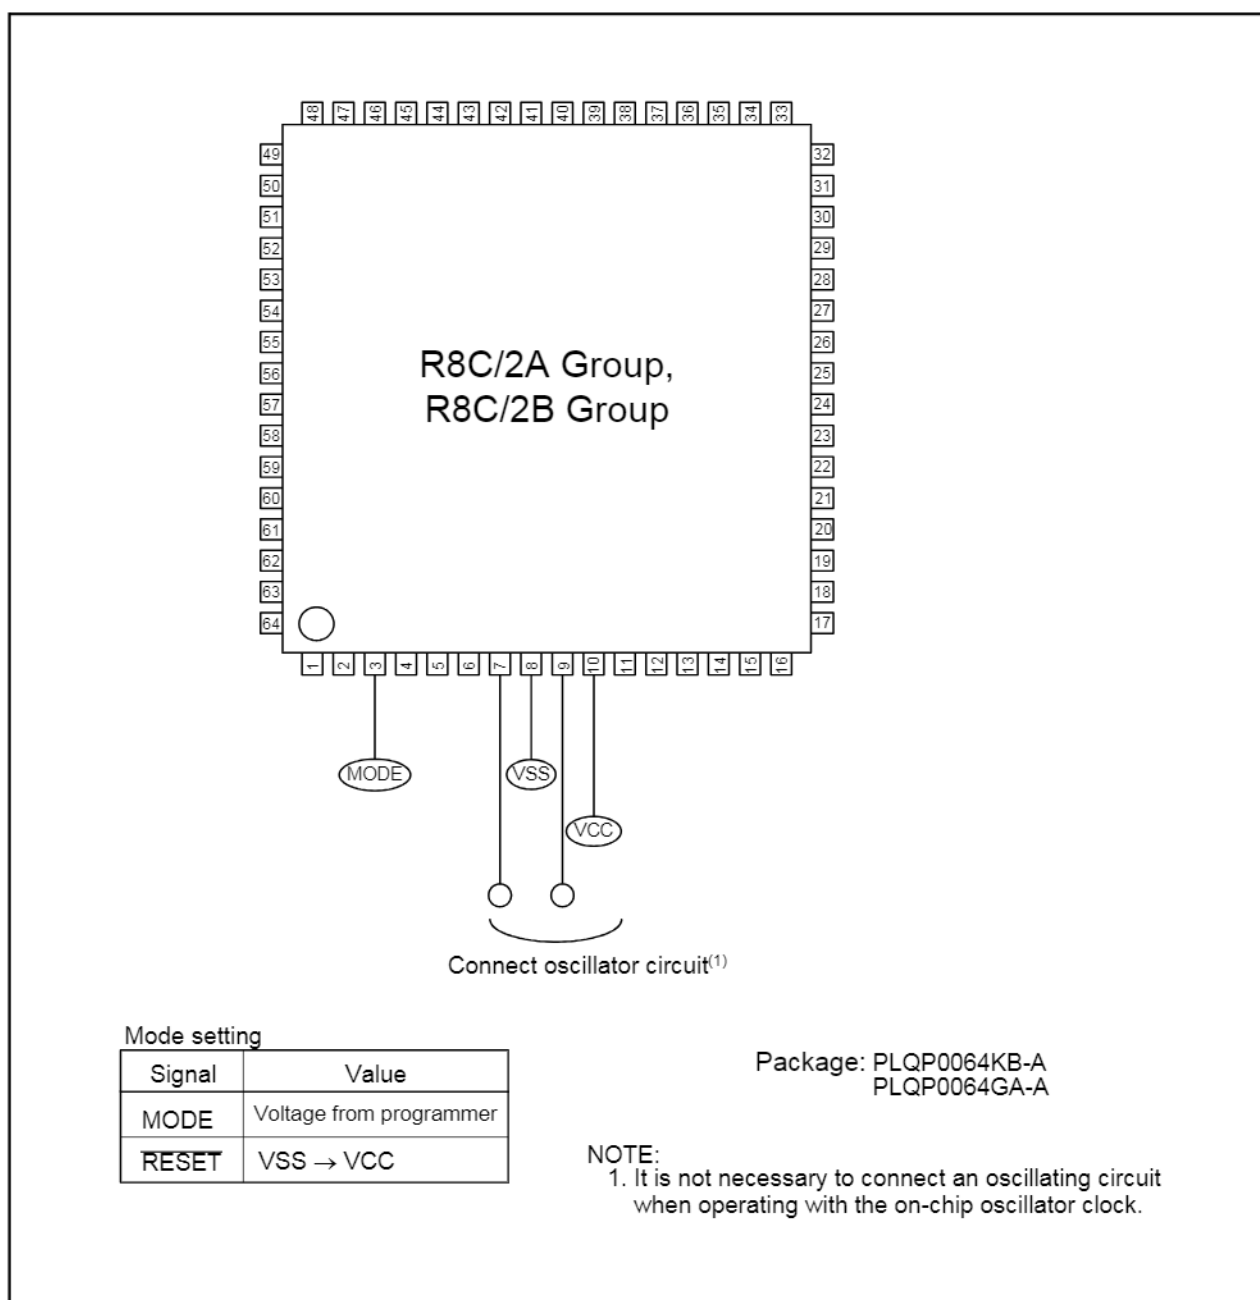 48 47 46 45 44 43 42 41 40 39 38 37 36 35 34 33
49
50
51
52
53
54
55
56
57
58
59
60
61
62
63
64
32
31
30
29
28
27
26
25
24
23
22
21
20
19
18
17
R8C/2A Group,
R8C/2B Group
1 2 3 4 5 6 7 8 9 10 11 12 13 14 15 16
MODE
VSS
VCC
Connect oscillator circuit(1)
Mode setting
Signal Value
MODE Voltage from programmer
RESET VSS → VCC
Package: PLQP0064KB-A
PLQP0064GA-A
NOTE:
1. It is not necessary to connect an oscillating circuit
when operating with the on-chip oscillator clock.